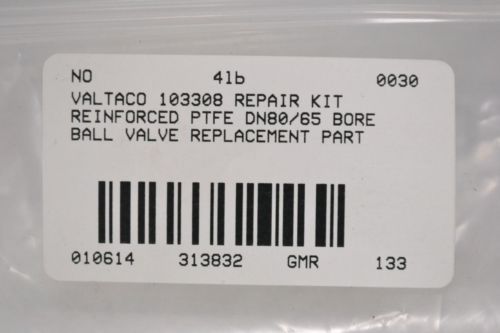 NO 4lb 0030
VALTACO 103308 REPAIR KIT
REINFORCED PTFE DN80/65 BORE
BALL VALVE REPLACEMENT PART
010614 313832 GMR 133